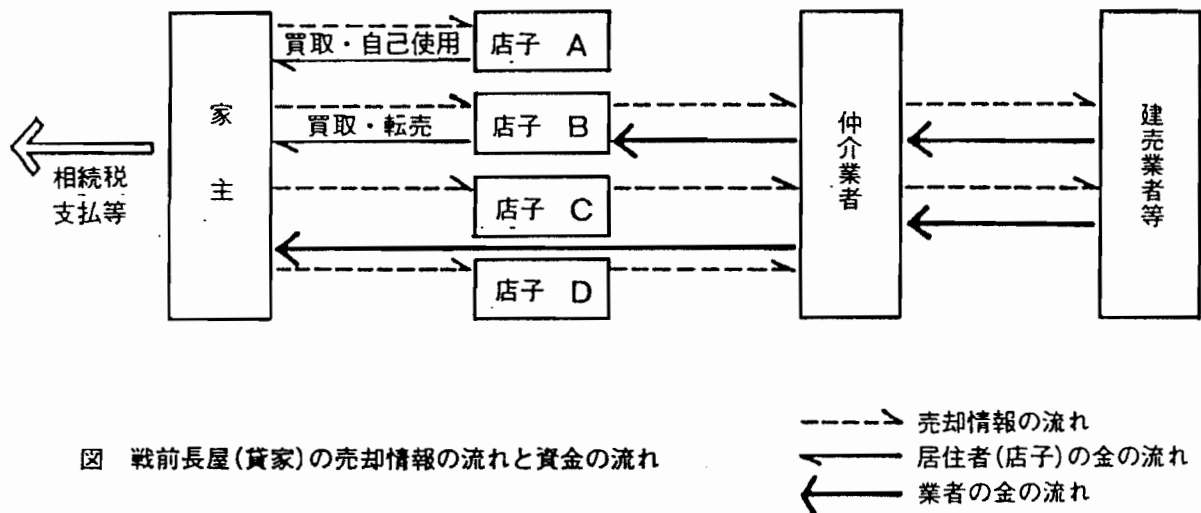 買取・自己使用
店子 A
家主
買取・転売
店子 B
仲介業者
建売業者等
相続税
支払等
店子 C
店子 D
売却情報の流れ
図 戦前長屋(貸家)の売却情報の流れと資金の流れ
居住者(店子)の金の流れ
業者の金の流れ